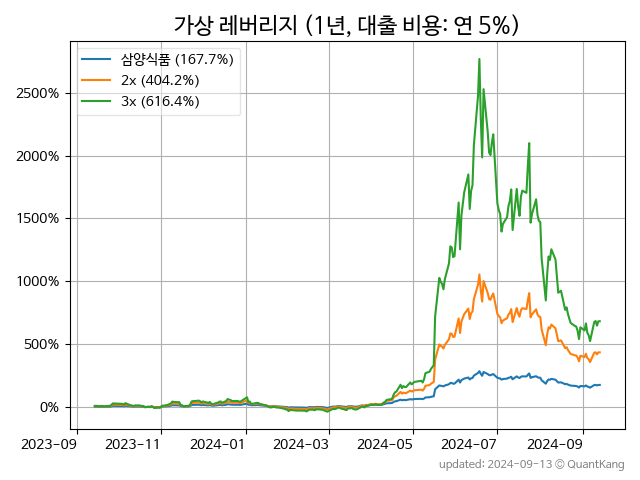 가상 레버리지 (1년, 대출 비용: 연 5%)
삼양식품 (167.7%)
2x (404.2%)
3x (616.4%)
2500%
2000%
1500%
1000%
500%
0%
2023-09 2023-11 2024-01 2024-03 2024-05 2024-07 2024-09
updated: 2024-09-13 © QuantKang